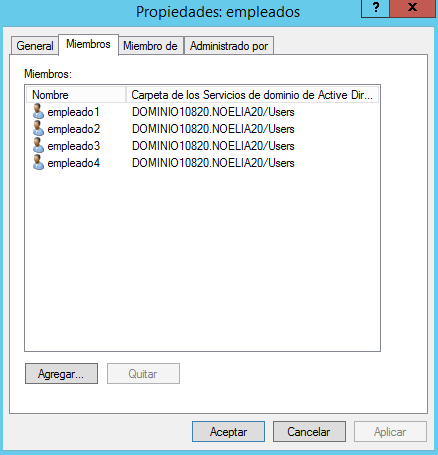 Propiedades: empleados
? x
General Miembros Miembro de Administrado por
Miembros:
Nombre Carpeta de los Servicios de dominio de Active Dir...
empleado1 DOMINIO10820.NOELIA20/Users
empleado2 DOMINIO10820.NOELIA20/Users
empleado3 DOMINIO10820.NOELIA20/Users
empleado4 DOMINIO10820.NOELIA20/Users
Agregar... Quitar
Aceptar Cancelar Aplicar